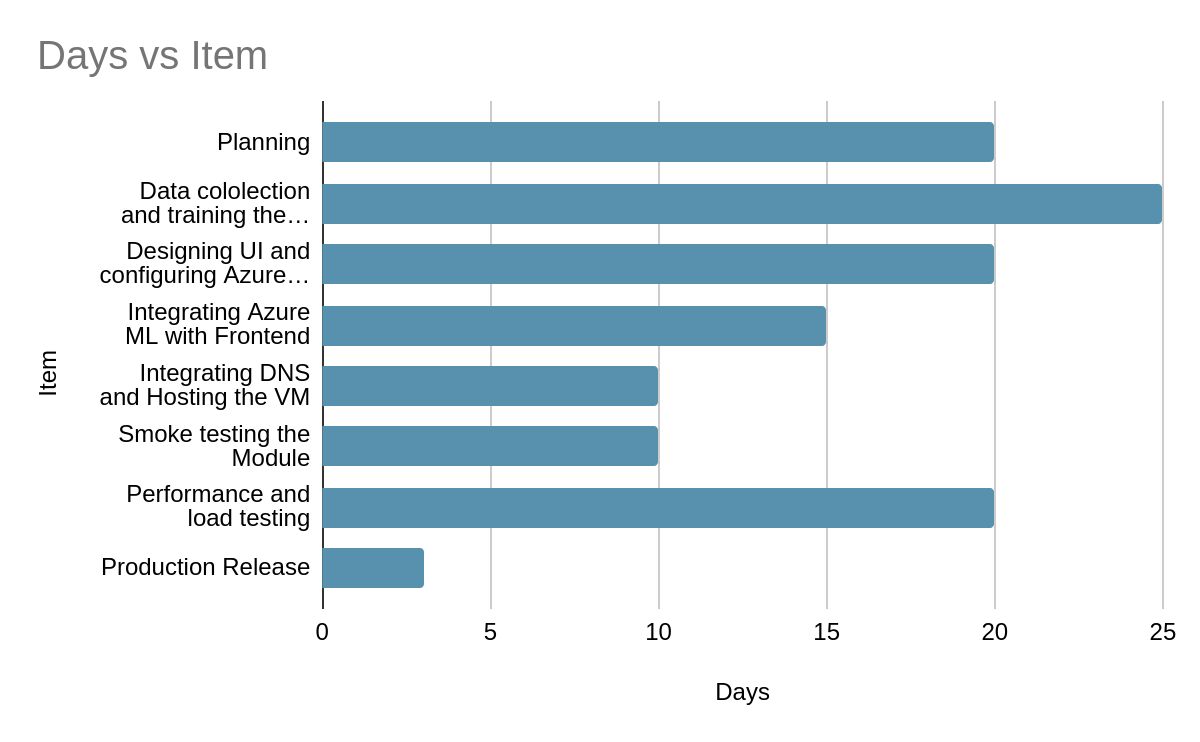 Days vs Item
Planning
Data cololection
and training the…
Designing UI and
configuring Azure…
Integrating Azure
ML with Frontend
Integrating DNS
and Hosting the VM
Smoke testing the
Module
Performance and
load testing
Production Release
Item
0 5 10 15 20 25
Days